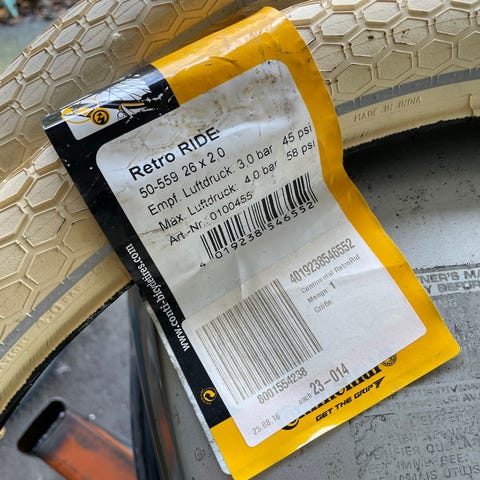 MADE IN INDIA
Retro RIDE
50-559 26 x 2.0
Empf. Luftdruck: 3,0 bar 45 psi
Max. Luftdruck: 4,0 bar 58 psi
Art.-Nr.: 0100455
4 019238 546552
www.conti-bicycletires.com
4019238546552
Continental RetroRid
Menge: 1
Größe
8001554238
each 23-014
25.08.16
Continental
GET THE GRIP